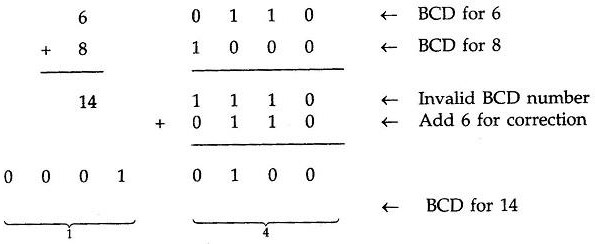 6 0 1 1 0 ← BCD for 6
+ 8 1 0 0 0 ← BCD for 8
14 1 1 1 0 ← Invalid BCD number
+ 0 1 1 0 ← Add 6 for correction
0 0 0 1 0 1 0 0
← BCD for 14
1 4